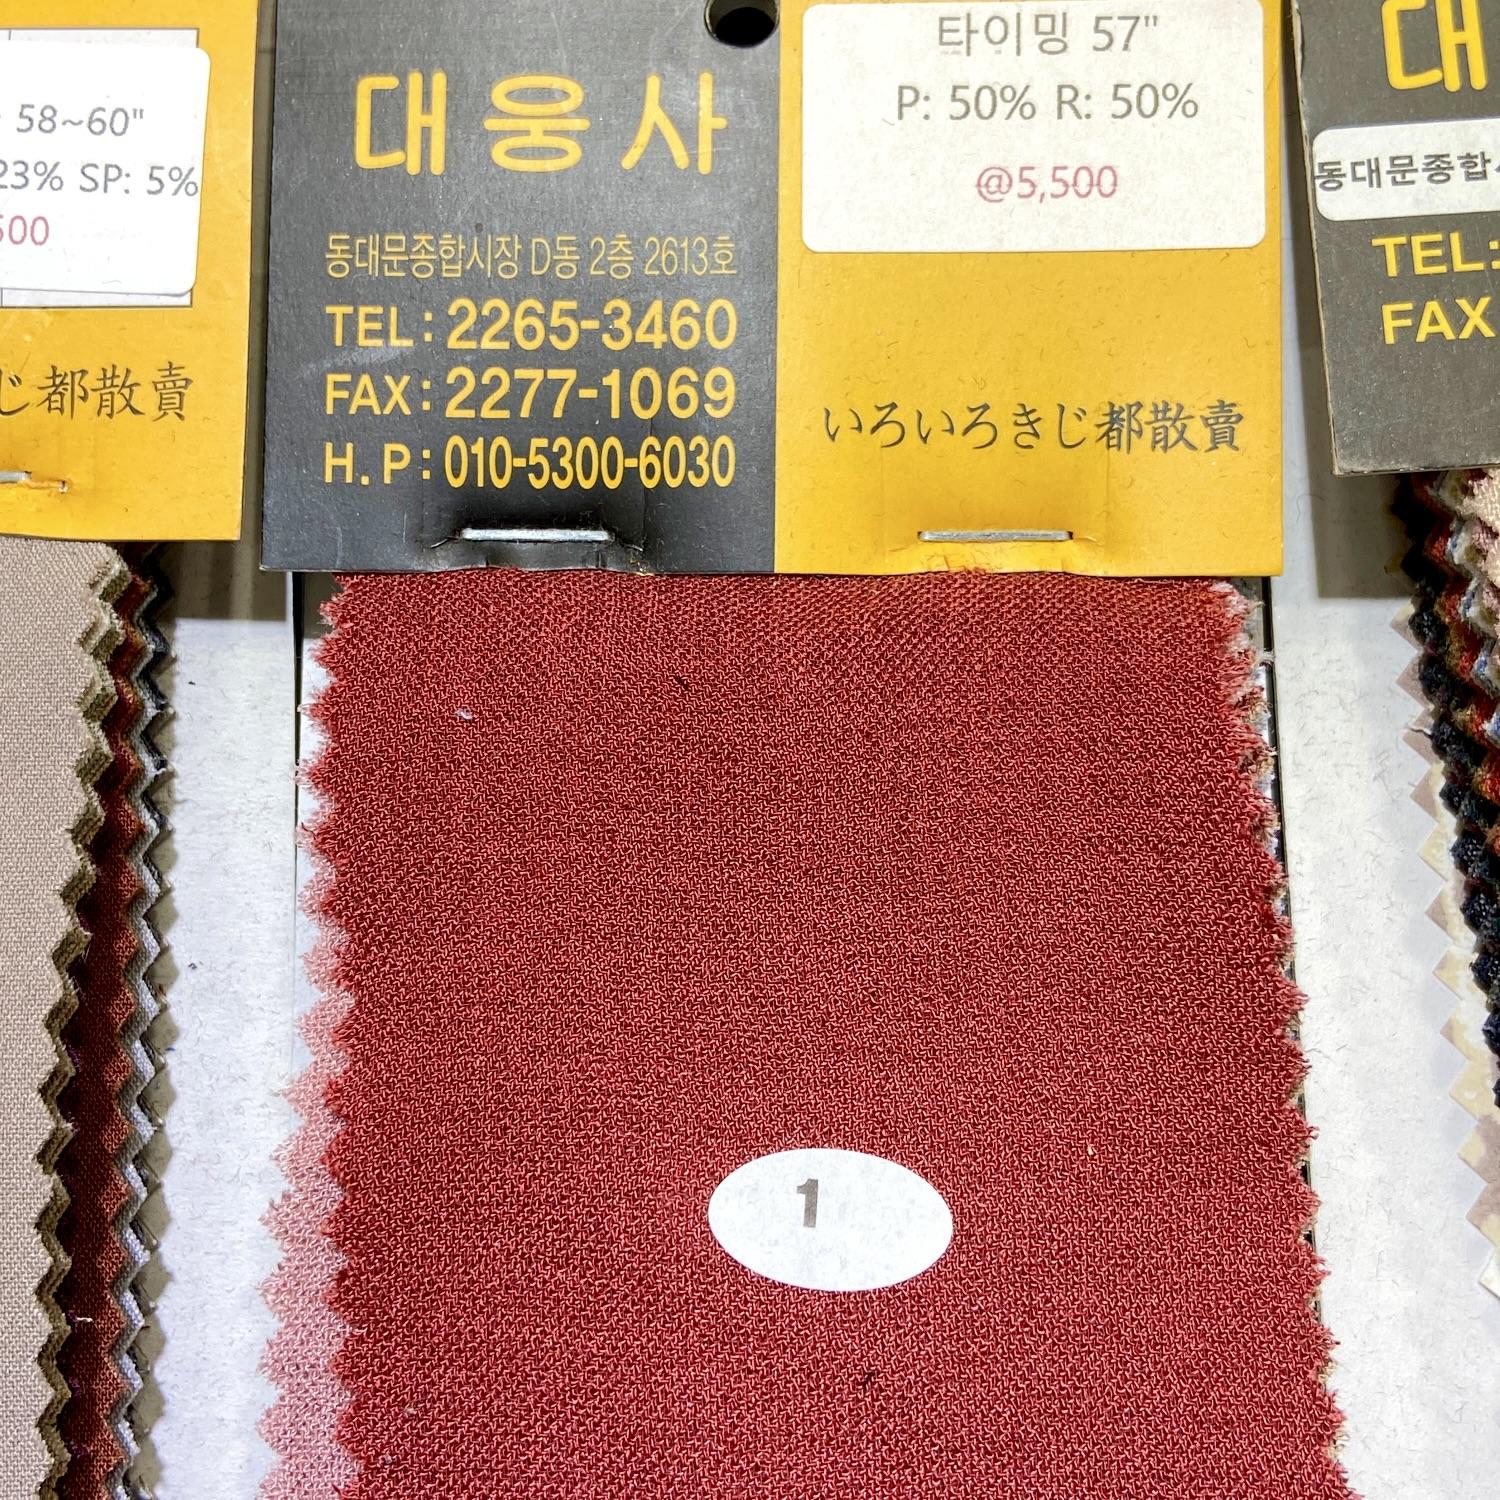 58~60"
23% SP: 5%
500
じ都散賣
대웅사
동대문종합시장 D동 2층 2613호
TEL: 2265-3460
FAX: 2277-1069
H.P: 010-5300-6030
타이밍 57"
P: 50% R: 50%
@5,500
いろいろきじ都散賣
1
대
동대문종합
TEL:
FAX